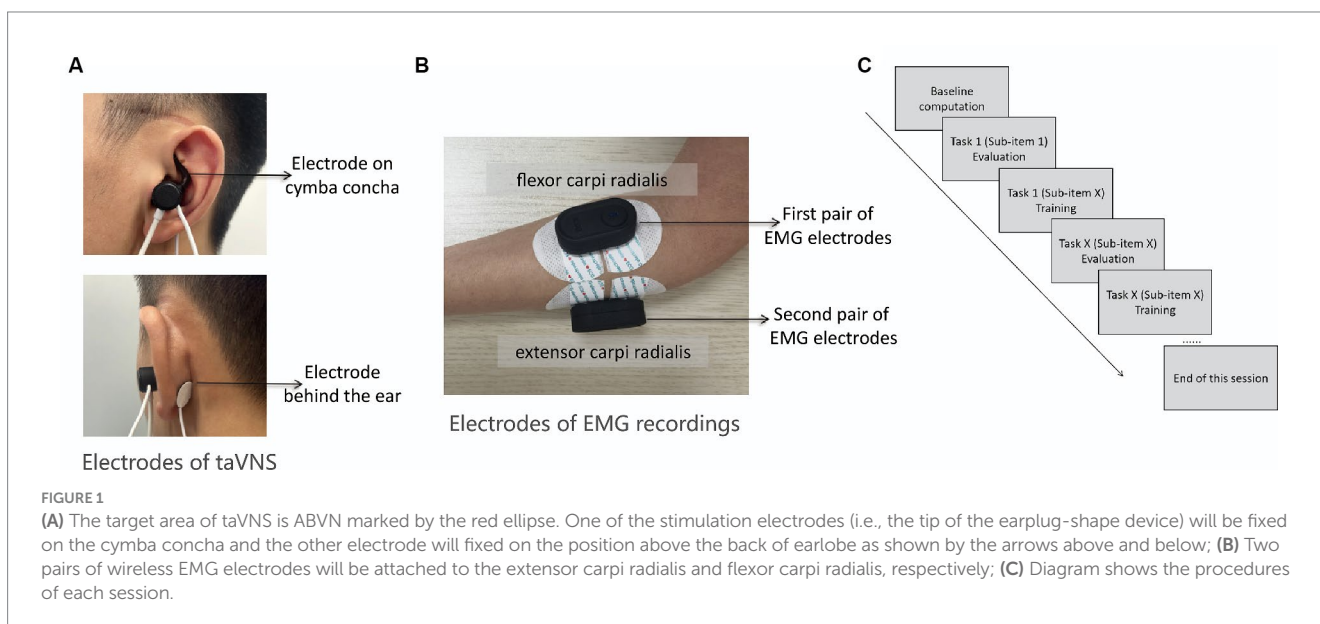 A
Electrode on
cymba concha
Electrode
behind the ear
Electrodes of taVNS
B
flexor carpi radialis
First pair of
EMG electrodes
Second pair of
EMG electrodes
extensor carpi radialis
Electrodes of EMG recordings
C
Baseline
computation
Task 1 (Sub-item 1)
Evaluation
Task 1 (Sub-item X)
Training
Task X (Sub-item X)
Evaluation
Task X (Sub-item X)
Training
......
End of this session
FIGURE 1
(A) The target area of taVNS is ABVN marked by the red ellipse. One of the stimulation electrodes (i.e., the tip of the earplug-shape device) will be fixed
on the cymba concha and the other electrode will fixed on the position above the back of earlobe as shown by the arrows above and below; (B) Two
pairs of wireless EMG electrodes will be attached to the extensor carpi radialis and flexor carpi radialis, respectively; (C) Diagram shows the procedures
of each session.